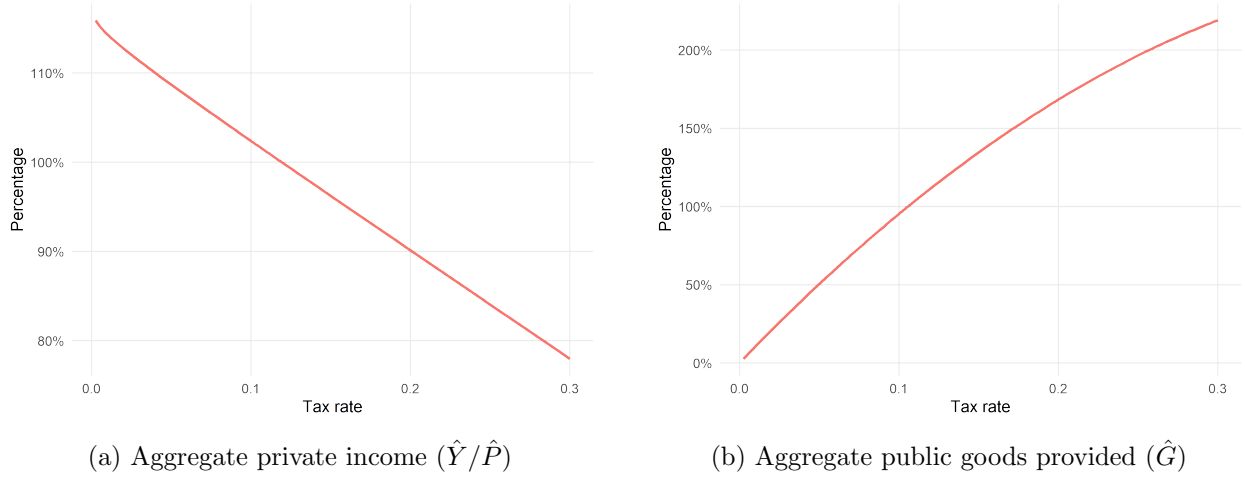 Percentage
110%
100%
90%
80%
0.0
0.1
0.2
0.3
Tax rate
(a) Aggregate private income (Ŷ/P̂)
Percentage
200%
150%
100%
50%
0%
0.0
0.1
0.2
0.3
Tax rate
(b) Aggregate public goods provided (Ĝ)